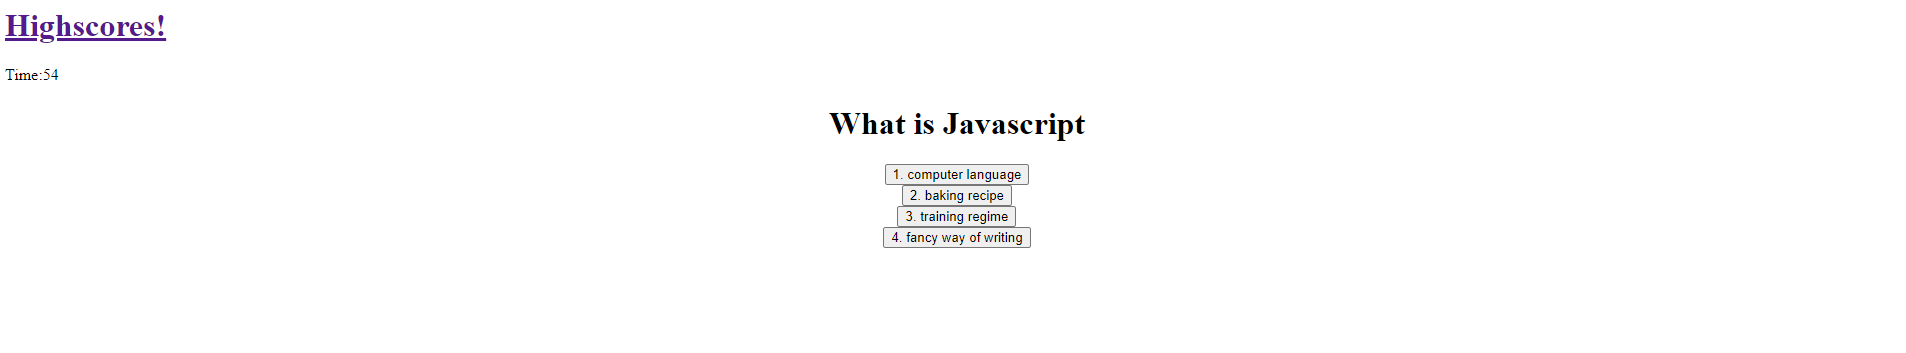 Highscores!
Time:54
What is Javascript
1. computer language
2. baking recipe
3. training regime
4. fancy way of writing